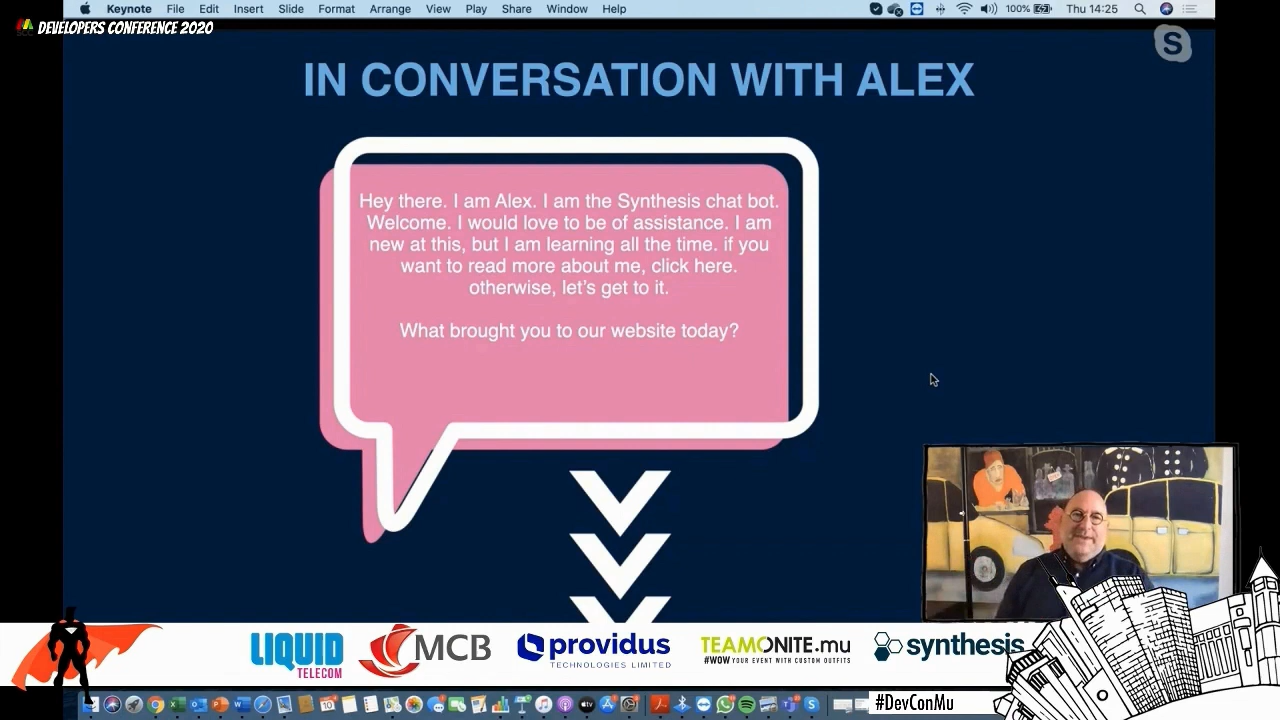 Keynote File Edit Insert Slide Format Arrange View Play Share Window Help 100% Thu 14:25
DEVELOPERS CONFERENCE 2020
S
IN CONVERSATION WITH ALEX
Hey there. I am Alex. I am the Synthesis chat bot.
Welcome. I would love to be of assistance. I am
new at this, but I am learning all the time. if you
want to read more about me, click here.
otherwise, let’s get to it.
What brought you to our website today?
LIQUID
TELECOM
MCB
providus
TECHNOLOGIES LIMITED
TEAMONITE.mu
#WOW YOUR EVENT WITH CUSTOM OUTFITS
synthesis
#DevConMu